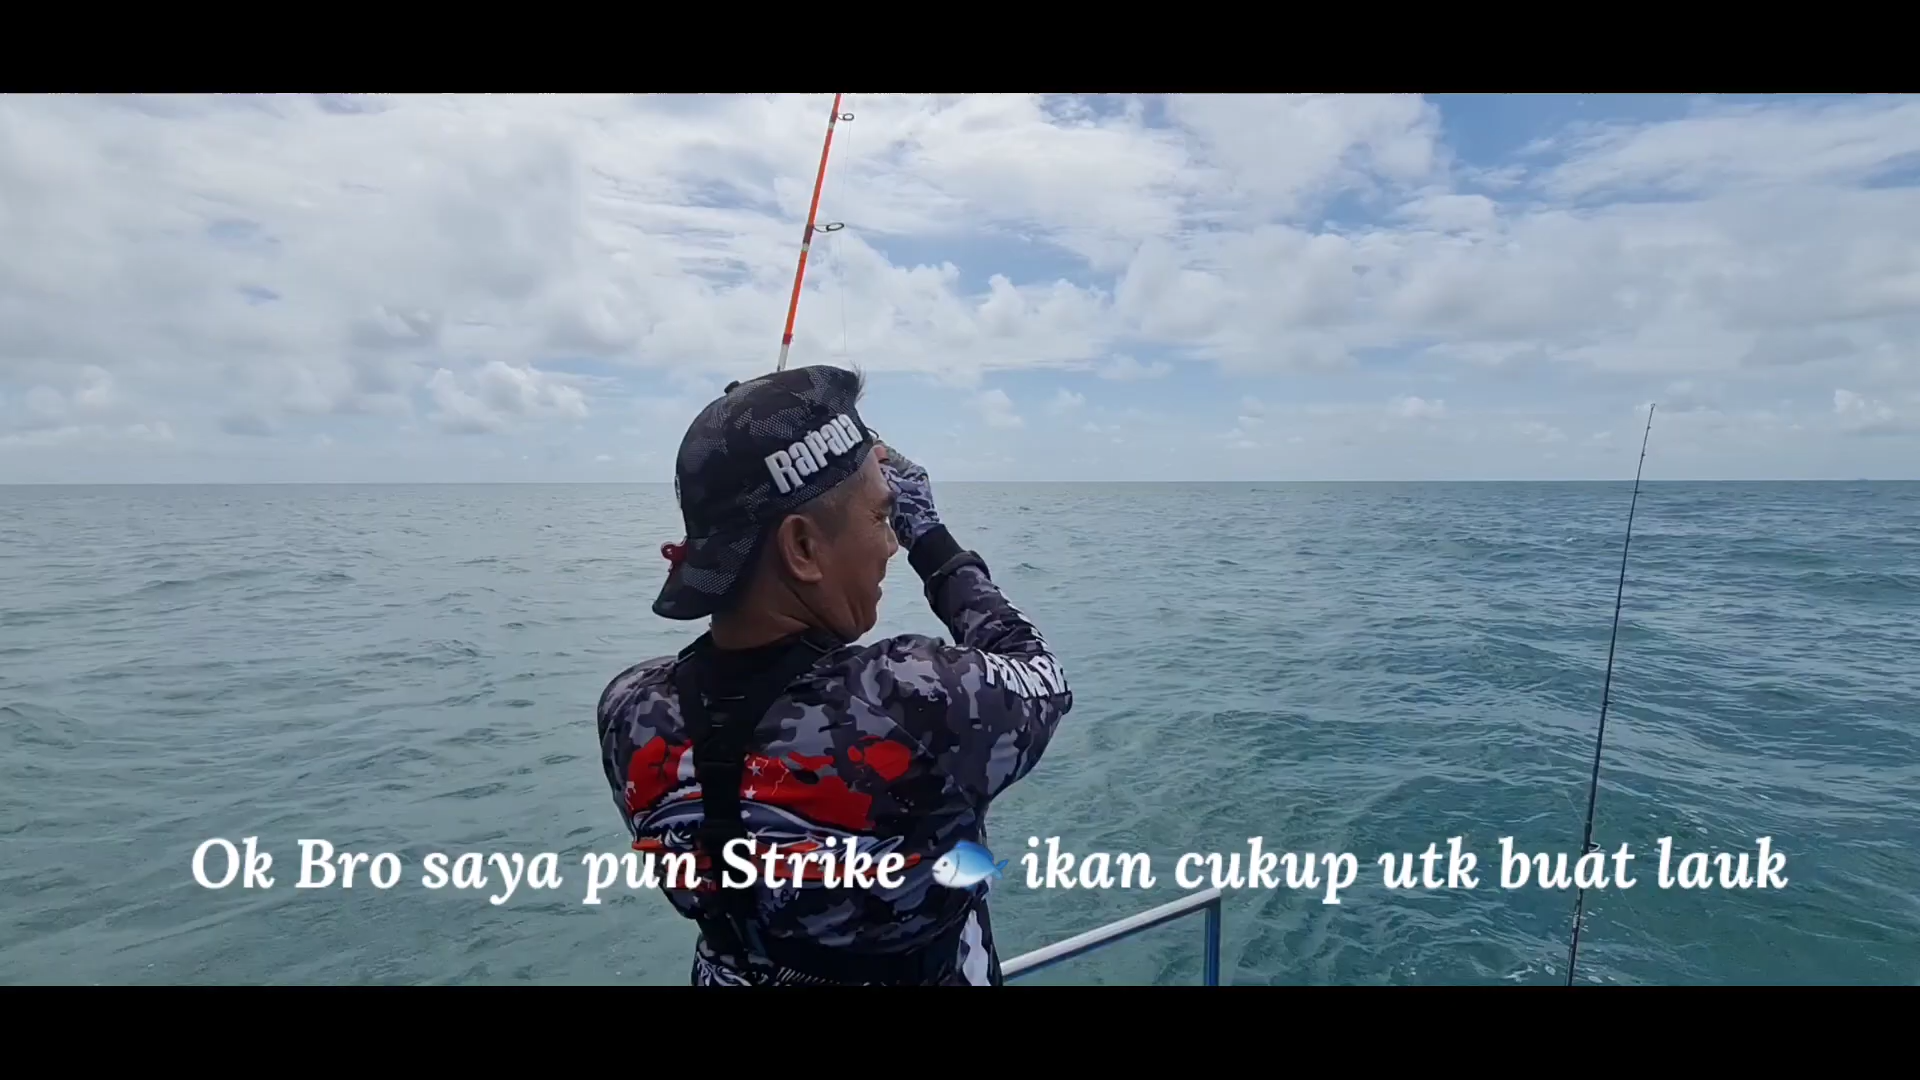 Rapala
Ok Bro saya pun Strike 🐟 ikan cukup utk buat lauk